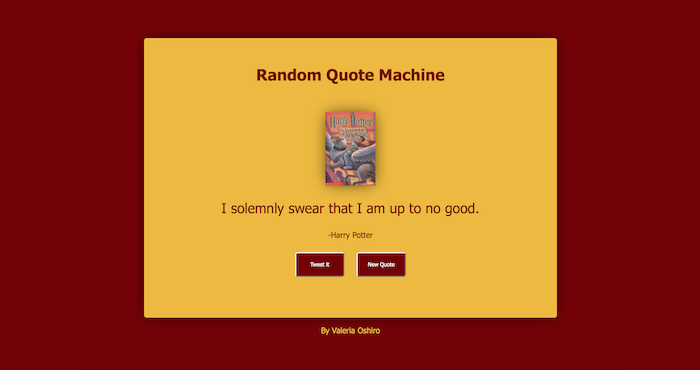 Random Quote Machine
Harry Potter
I solemnly swear that I am up to no good.
-Harry Potter
Tweet it
New Quote
By Valeria Oshiro